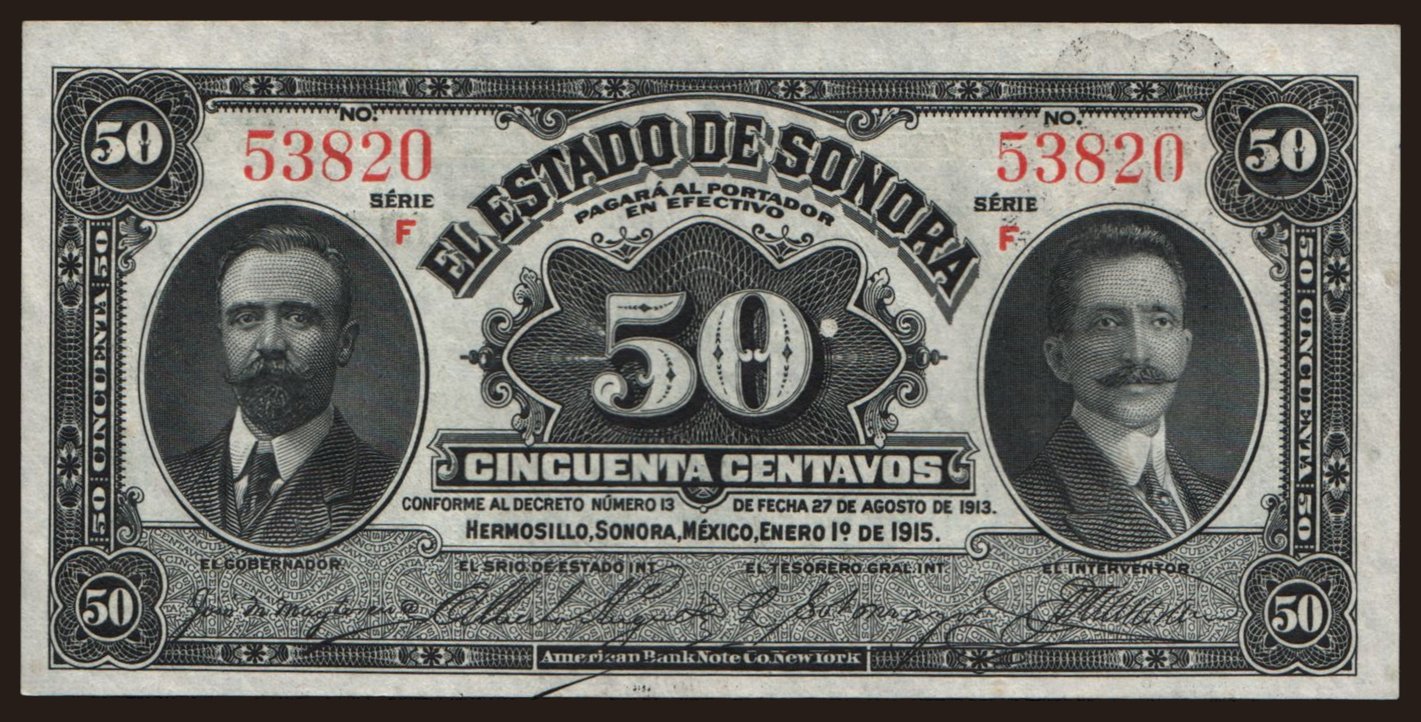 50
NO.
53820
SÉRIE
F
EL ESTADO DE SONORA
PAGARÁ AL PORTADOR
EN EFECTIVO
NO.
53820
SÉRIE
F
50
50 CINCUENTA 50
50
50 CINCUENTA 50
CINCUENTA CENTAVOS
CONFORME AL DECRETO NÚMERO 13 DE FECHA 27 DE AGOSTO DE 1913.
HERMOSILLO, SONORA, MÉXICO, ENERO 1º DE 1915.
EL GOBERNADOR
EL SRIO. DE ESTADO INT.
EL TESORERO GRAL INT.
EL INTERVENTOR.
50
50
American Bank Note Co. New York